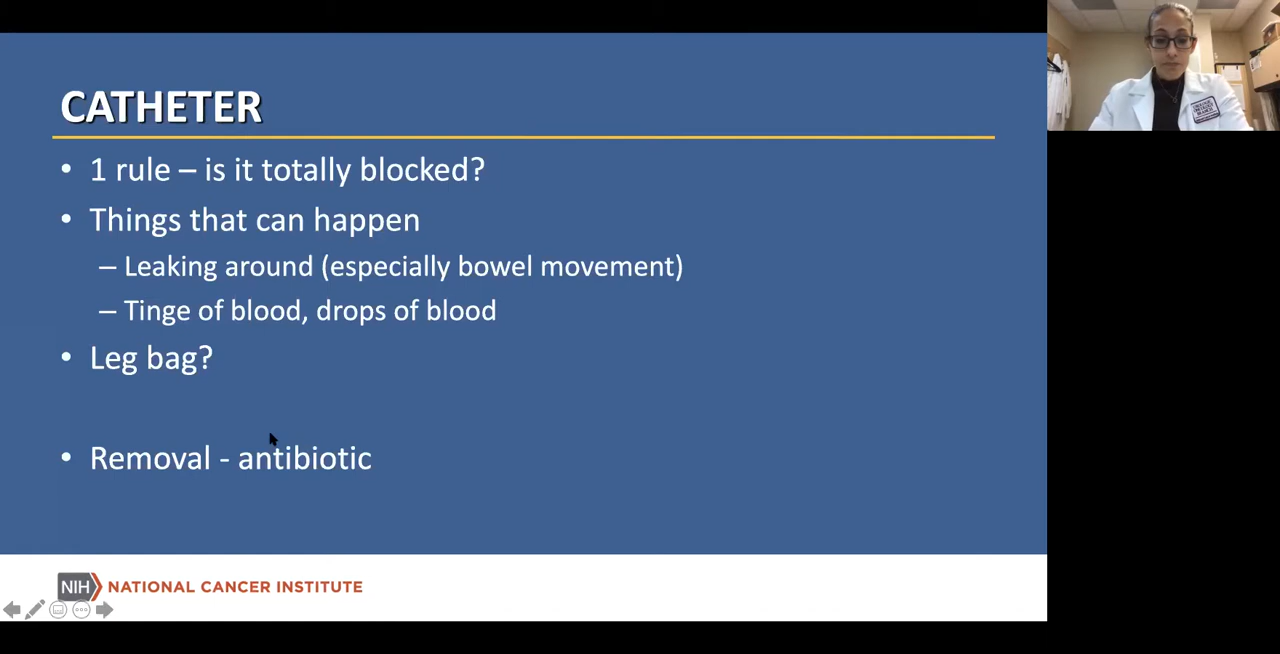 CATHETER
• 1 rule – is it totally blocked?
• Things that can happen
– Leaking around (especially bowel movement)
– Tinge of blood, drops of blood
• Leg bag?
• Removal - antibiotic
NIH NATIONAL CANCER INSTITUTE